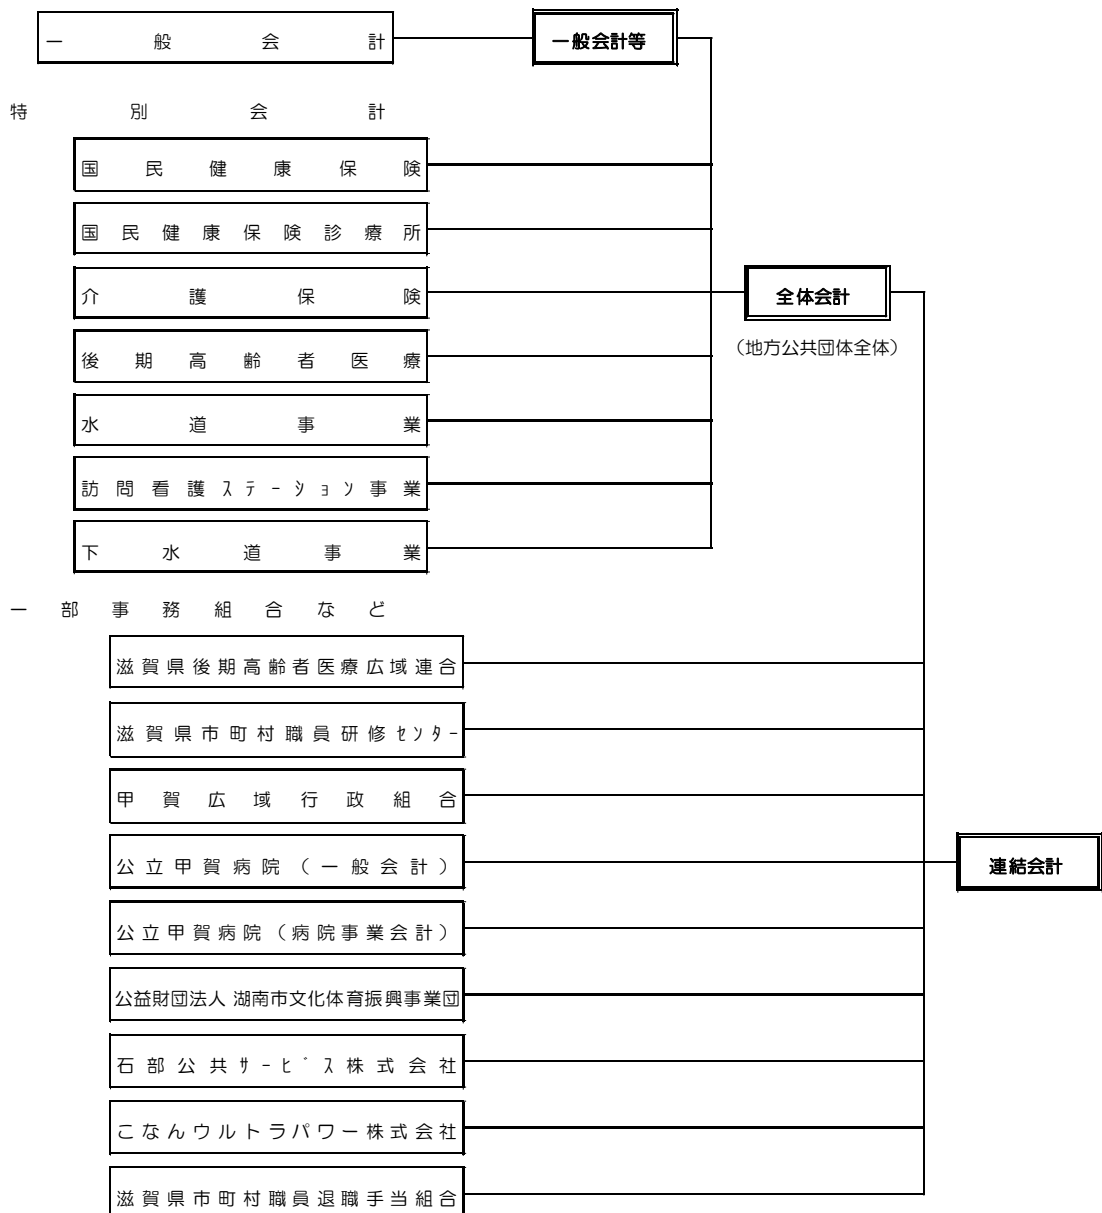 一般会計
一般会計等
特別会計
国民健康保険
国民健康保険診療所
介護保険
全体会計
(地方公共団体全体)
後期高齢者医療
水道事業
訪問看護ｽﾃｰｼｮﾝ事業
下水道事業
一部事務組合など
滋賀県後期高齢者医療広域連合
滋賀県市町村職員研修ｾﾝﾀｰ
甲賀広域行政組合
公立甲賀病院(一般会計)
連結会計
公立甲賀病院(病院事業会計)
公益財団法人 湖南市文化体育振興事業団
石部公共ｻｰﾋﾞｽ株式会社
こなんウルトラパワー株式会社
滋賀県市町村職員退職手当組合